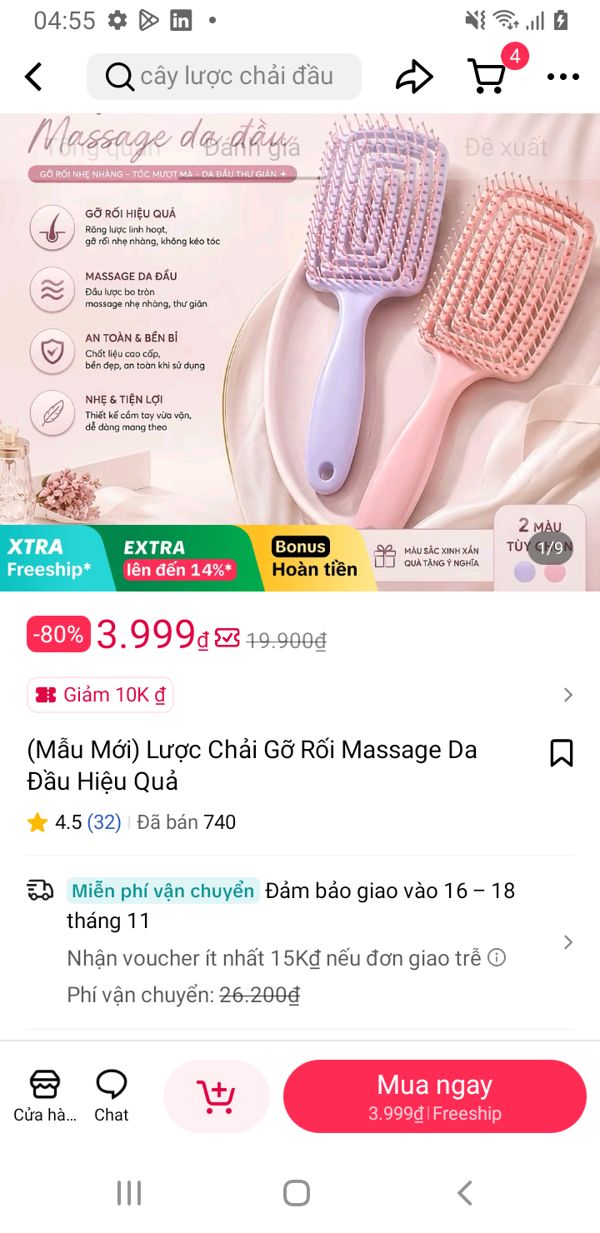 04:55
cây lược chải đầu
4
Massage da đầu
Tổng quan Đánh giá Đề xuất
GỠ RỐI NHẸ NHÀNG – TÓC MƯỢT MÀ – DA ĐẦU THƯ GIÃN
GỠ RỐI HIỆU QUẢ
Răng lược linh hoạt,
gỡ rối nhẹ nhàng, không kéo tóc
MASSAGE DA ĐẦU
Đầu lược bo tròn
massage nhẹ nhàng, thư giãn
AN TOÀN & BỀN BỈ
Chất liệu cao cấp,
bền đẹp, an toàn khi sử dụng
NHẸ & TIỆN LỢI
Thiết kế cầm tay vừa vặn,
dễ dàng mang theo
XTRA
Freeship*
EXTRA
lên đến 14%*
Bonus
Hoàn tiền
MÀU SẮC XINH XẮN
QUÀ TẶNG Ý NGHĨA
2 MÀU
TÙY CHỌN
1/9
-80% 3.999₫ 19.900₫
Giảm 10K ₫
(Mẫu Mới) Lược Chải Gỡ Rối Massage Da
Đầu Hiệu Quả
4.5 (32) Đã bán 740
Miễn phí vận chuyển Đảm bảo giao vào 16 – 18
tháng 11
Nhận voucher ít nhất 15K₫ nếu đơn giao trễ
Phí vận chuyển: 26.200₫
Cửa hà...
Chat
Mua ngay
3.999₫ | Freeship